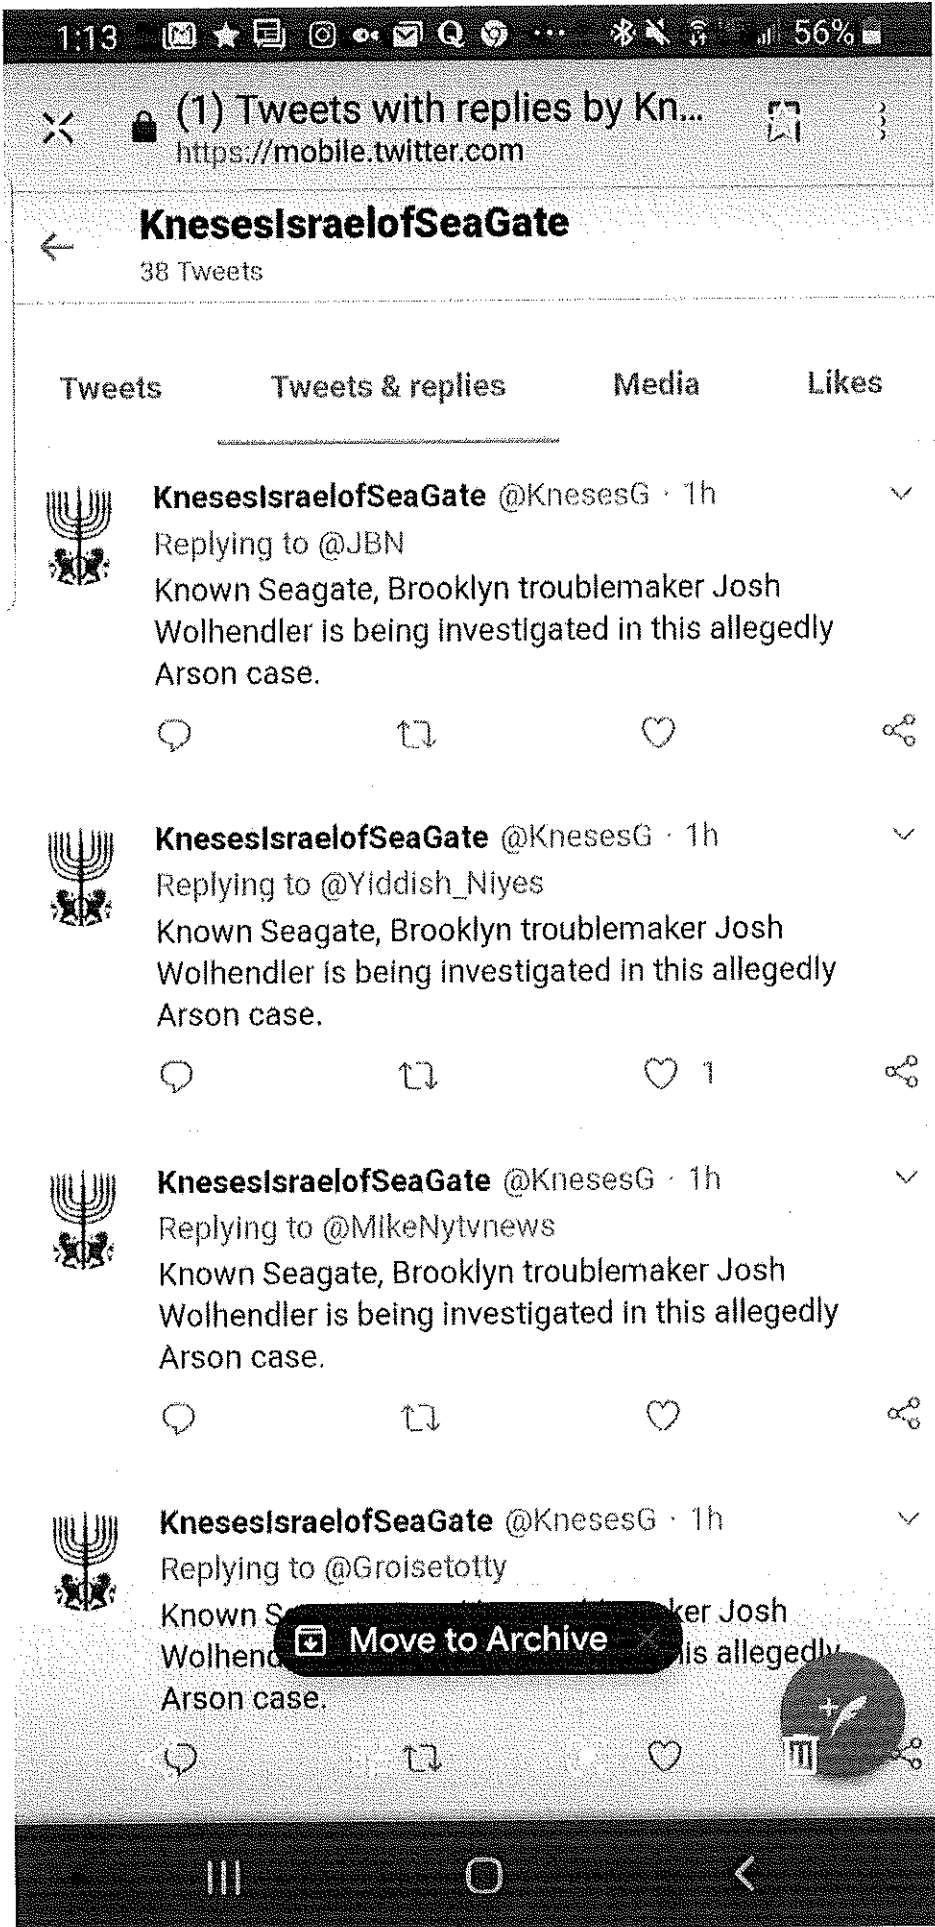 1:13 56%
(1) Tweets with replies by Kn...
https://mobile.twitter.com
KnesesIsraelofSeaGate
38 Tweets
Tweets Tweets & replies Media Likes
KnesesIsraelofSeaGate @KnesesG · 1h
Replying to @JBN
Known Seagate, Brooklyn troublemaker Josh
Wolhendler is being investigated in this allegedly
Arson case.
KnesesIsraelofSeaGate @KnesesG · 1h
Replying to @Yiddish_Niyes
Known Seagate, Brooklyn troublemaker Josh
Wolhendler is being investigated in this allegedly
Arson case.
1
KnesesIsraelofSeaGate @KnesesG · 1h
Replying to @MikeNytvnews
Known Seagate, Brooklyn troublemaker Josh
Wolhendler is being investigated in this allegedly
Arson case.
KnesesIsraelofSeaGate @KnesesG · 1h
Replying to @Groisetotty
Known ker Josh
Move to Archive
Wolhend his allegedly
Arson case.